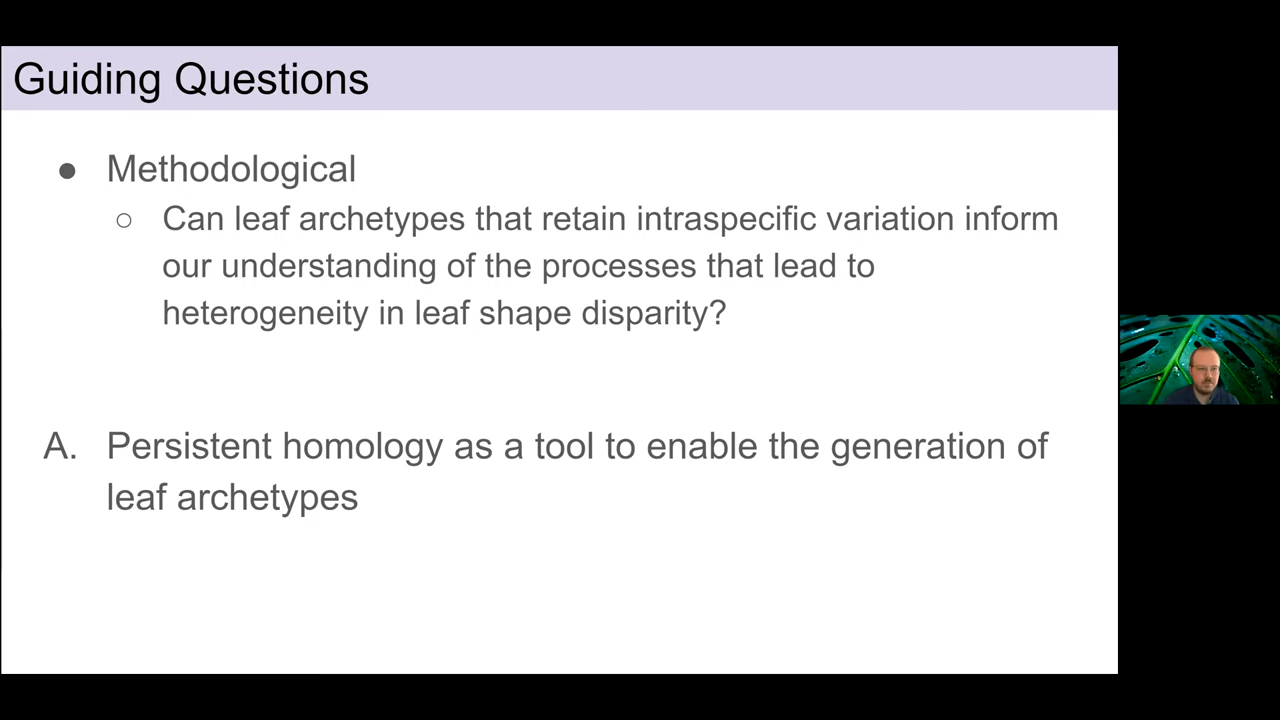 Guiding Questions
● Methodological
○ Can leaf archetypes that retain intraspecific variation inform
our understanding of the processes that lead to
heterogeneity in leaf shape disparity?
A. Persistent homology as a tool to enable the generation of
leaf archetypes